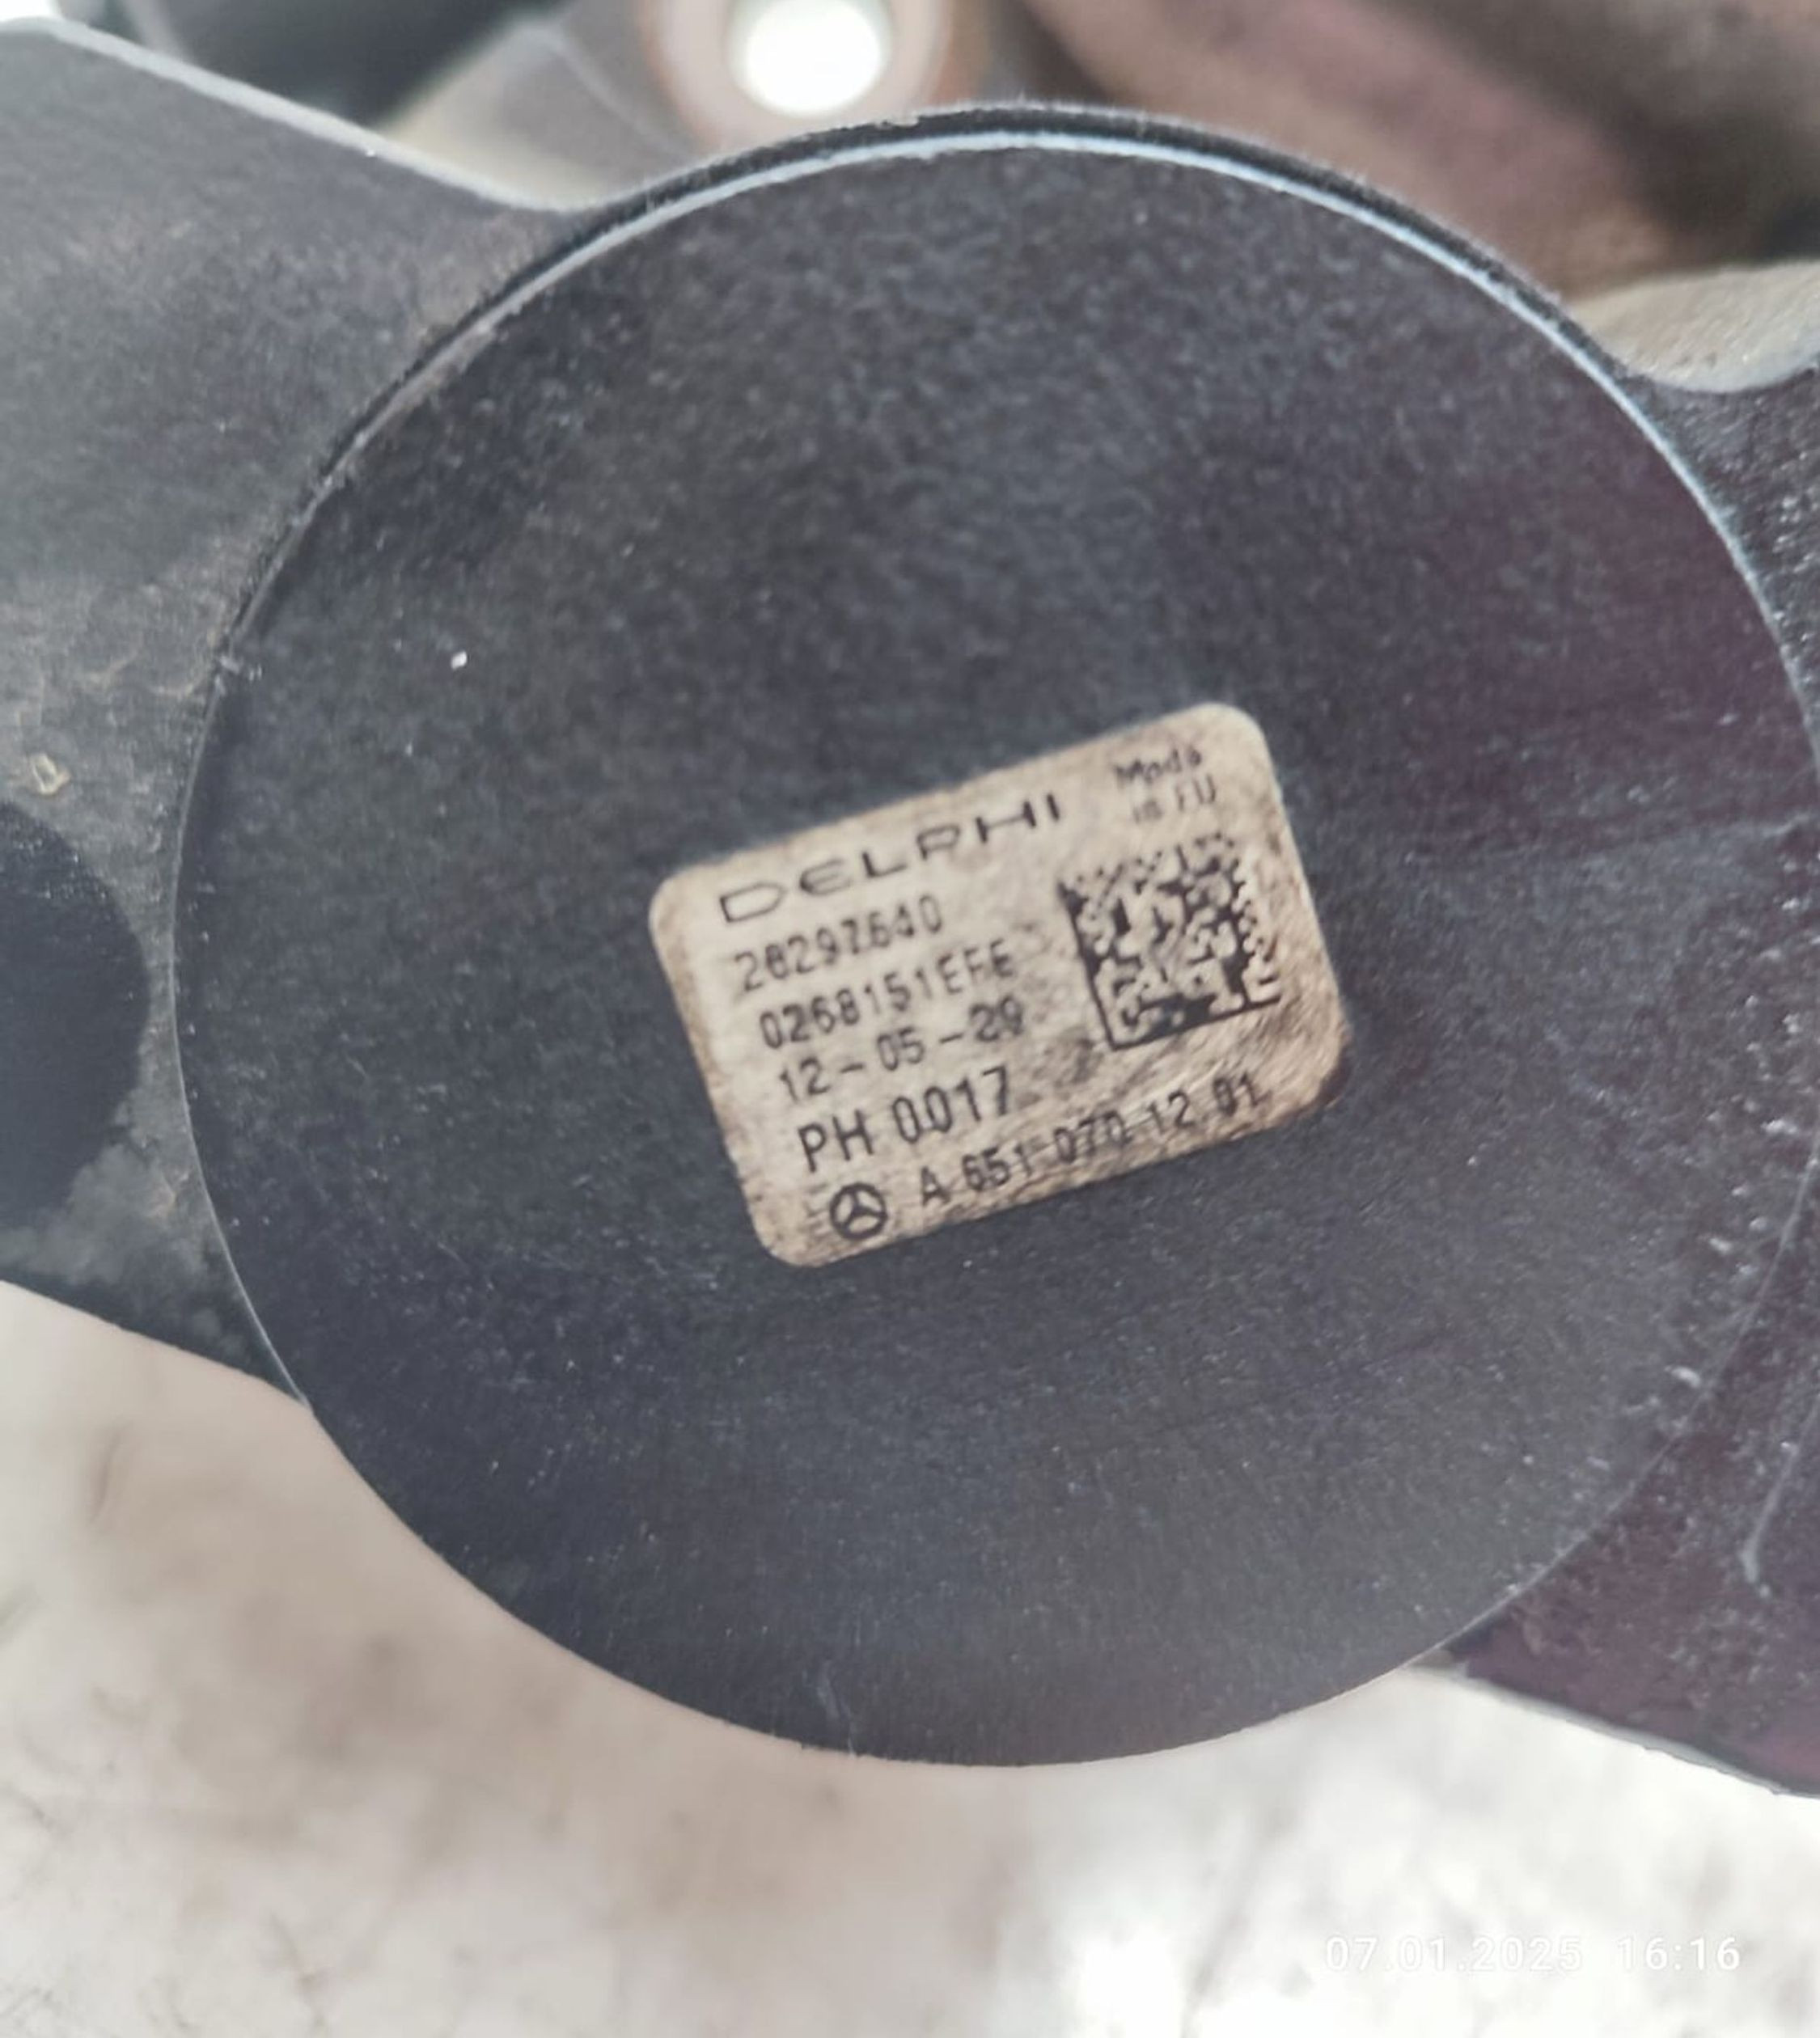 DELPHI
Made
in EU
28297640
0268151EFE
12-05-29
PH 0017
A 651 070 12 01
07.01.2025 16:16